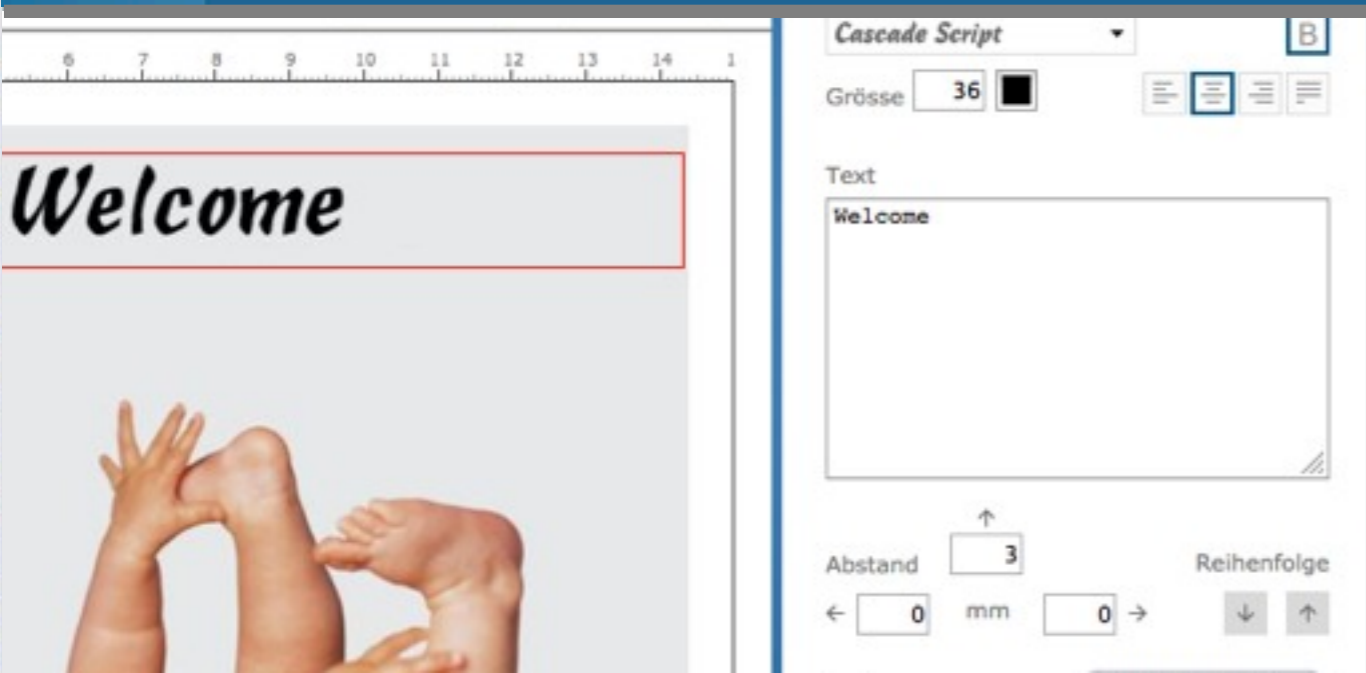 6 7 8 9 10 11 12 13 14 1
Welcome
Cascade Script
B
Grösse 36
Text
Welcome
Abstand 3
Reihenfolge
0 mm 0